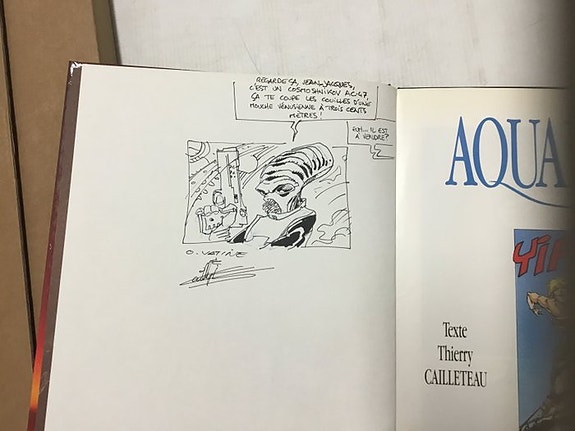 REGARDE ÇA, JEAN-JACQUES,
C'EST UN COSMOSHNIKOV AC.47,
ÇA TE COUPE LES COUILLES D'UNE
MOUCHE VÉNUSIENNE À TROIS CENTS
MÈTRES !
EUH... IL EST
À VENDRE?
O. VATINE
AQUA
Texte
Thierry
CAILLETEAU